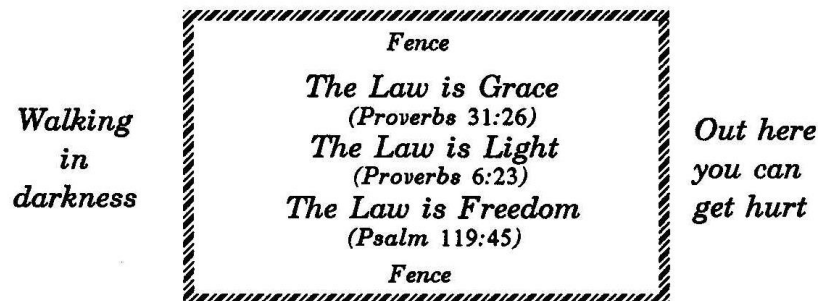 Fence
The Law is Grace
(Proverbs 31:26)
The Law is Light
(Proverbs 6:23)
The Law is Freedom
(Psalm 119:45)
Fence
Walking
in
darkness
Out here
you can
get hurt